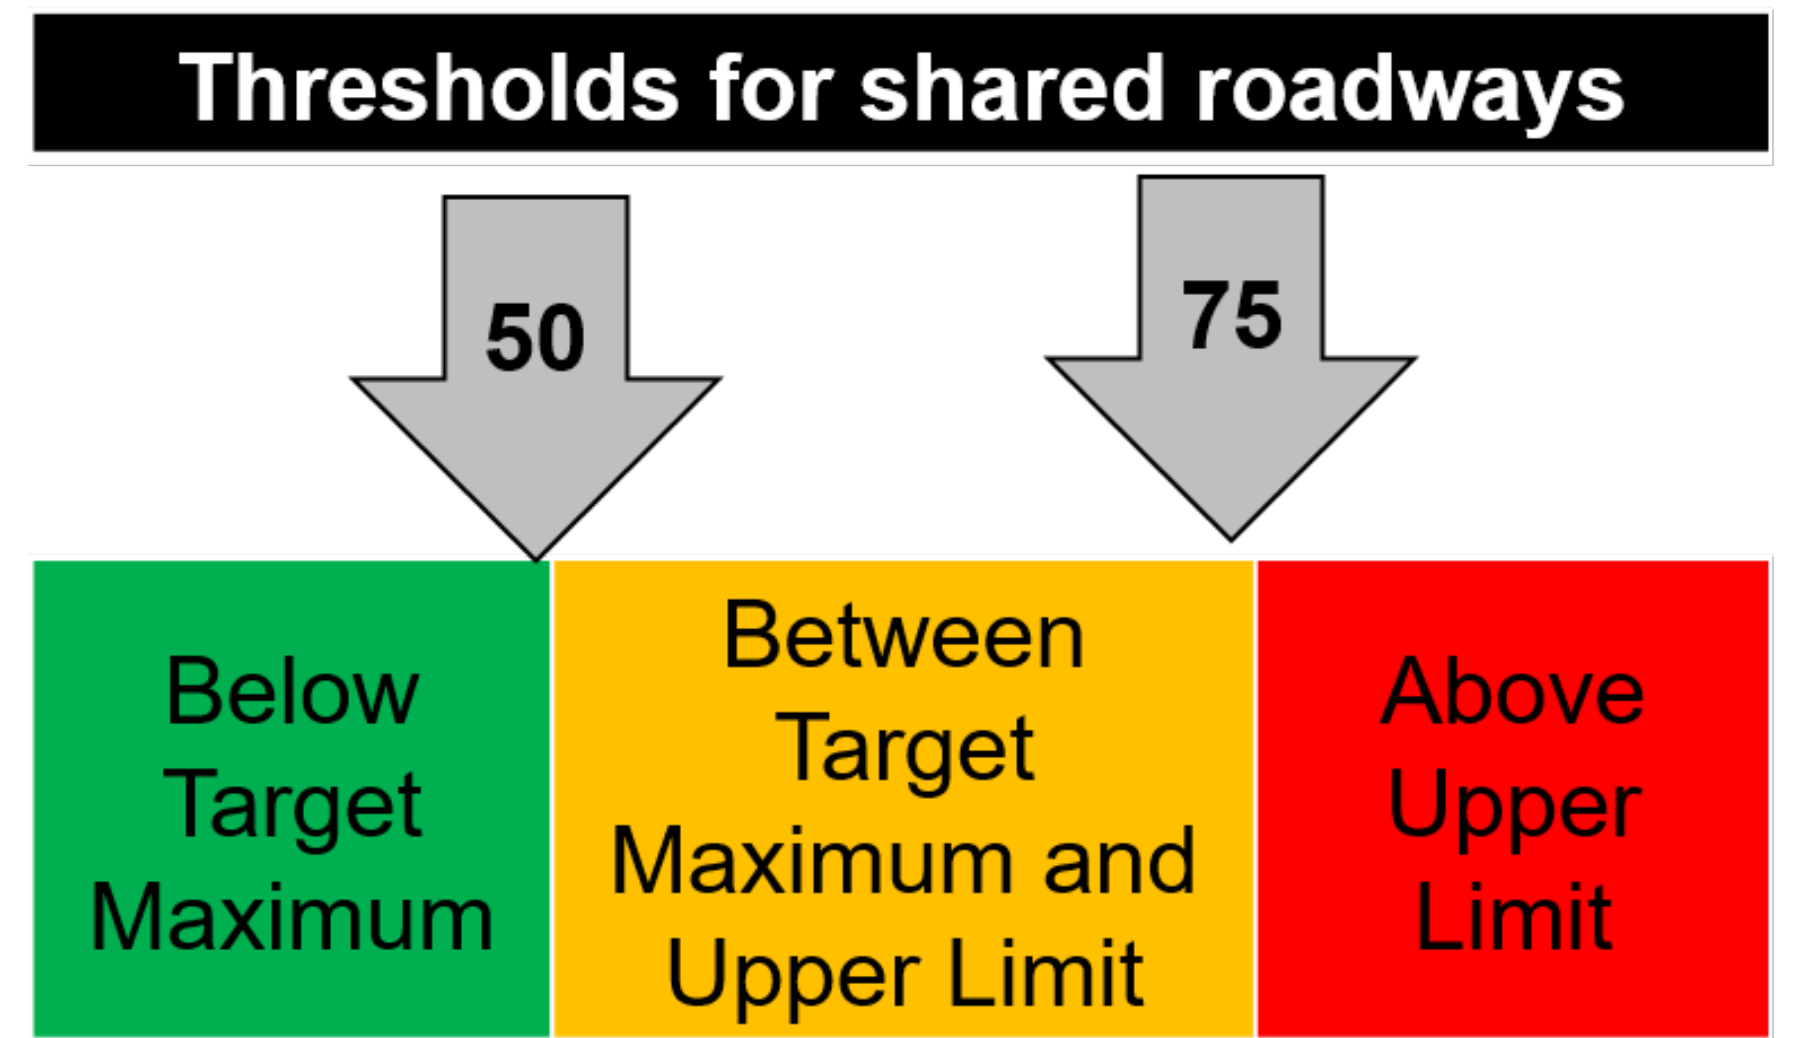 Thresholds for shared roadways
50
75
Below
Target
Maximum
Between
Target
Maximum and
Upper Limit
Above
Upper
Limit